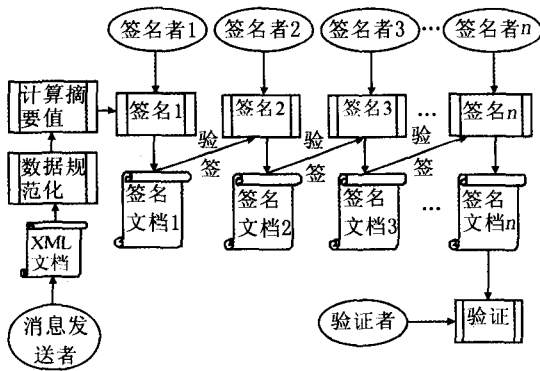 签名者1
签名者2
签名者3
…
签名者n
计算摘
要值
签名1
签名2
签名3
…
签名n
验
签
验
签
验
签
数据规
范化
签名
文档1
签名
文档2
签名
文档3
…
签名
文档n
XML
文档
消息发
送者
验证者
验证